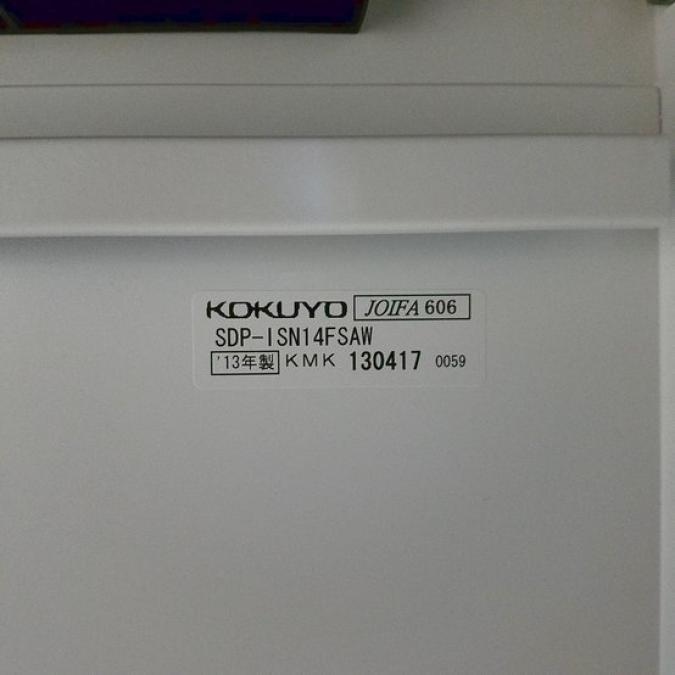 KOKUYO JOIFA 606
SDP-ISN14FSAW
'13年製 KMK 130417 0059